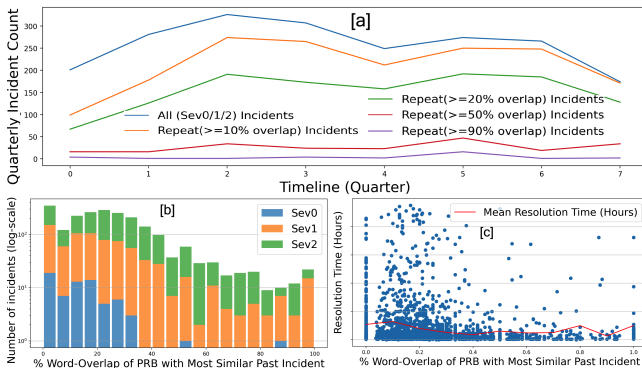 [a]
Quarterly Incident Count
300
250
200
150
100
50
0
All (Sev0/1/2) Incidents
Repeat(>=10% overlap) Incidents
Repeat(>=20% overlap) Incidents
Repeat(>=50% overlap) Incidents
Repeat(>=90% overlap) Incidents
0 1 2 3 4 5 6 7
Timeline (Quarter)
[b]
Number of incidents (log-scale)
10²
10¹
10⁰
Sev0
Sev1
Sev2
0 20 40 60 80 100
% Word-Overlap of PRB with Most Similar Past Incident
[c]
Resolution Time (Hours)
Mean Resolution Time (Hours)
0.0 0.2 0.4 0.6 0.8 1.0
% Word-Overlap of PRB with Most Similar Past Incident